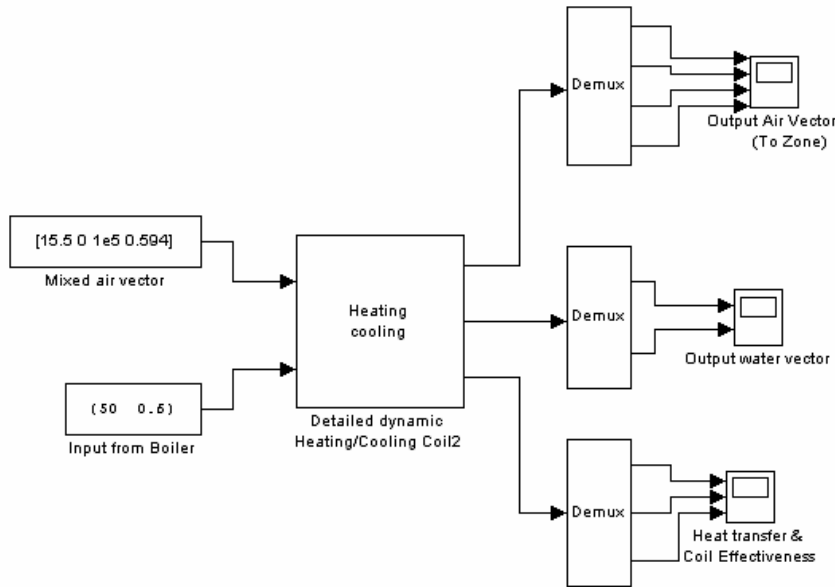 Demux
Output Air Vector
(To Zone)
[15.5 0 1e5 0.594]
Mixed air vector
Heating
cooling
Detailed dynamic
Heating/Cooling Coil2
(50 0.5)
Input from Boiler
Demux
Output water vector
Demux
Heat transfer &
Coil Effectiveness